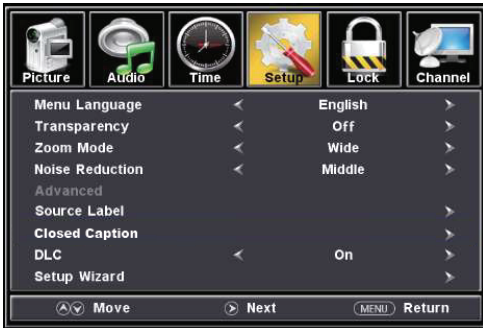 Picture Audio Time Setup Lock Channel
Menu Language English
Transparency Off
Zoom Mode Wide
Noise Reduction Middle
Advanced
Source Label
Closed Caption
DLC On
Setup Wizard
Move Next MENU Return